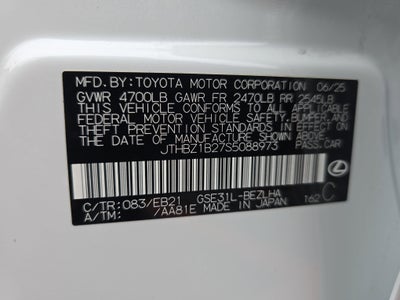 MFD. BY: TOYOTA MOTOR CORPORATION 06/25
GVWR 4700LB GAWR FR 2470LB RR 2545LB
THIS VEHICLE CONFORMS TO ALL APPLICABLE
FEDERAL MOTOR VEHICLE SAFETY, BUMPER, AND
THEFT PREVENTION STANDARDS IN EFFECT ON
THE DATE OF MANUFACTURE SHOWN ABOVE.
JTHBZ1B27S5088973 PASS.CAR
C/TR: 083/EB21 GSE31L-BEZLHA
A/TM: /AA81E MADE IN JAPAN 162 C